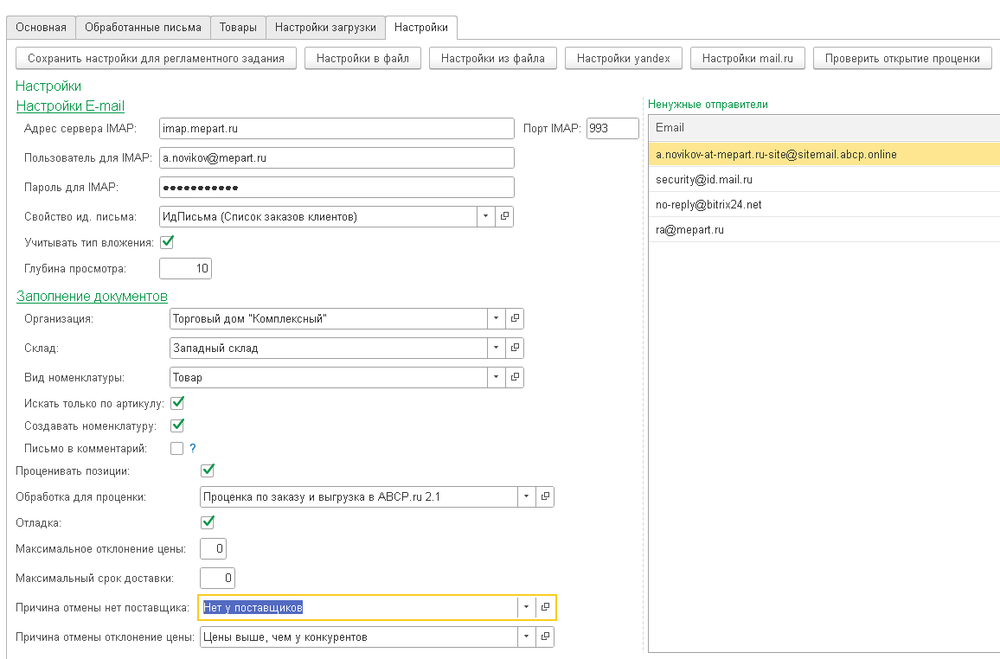 Основная Обработанные письма Товары Настройки загрузки Настройки
Сохранить настройки для регламентного задания Настройки в файл Настройки из файла Настройки yandex Настройки mail.ru Проверить открытие проценки
Настройки
Настройки E-mail
Адрес сервера IMAP: imap.mepart.ru Порт IMAP: 993
Пользователь для IMAP: a.novikov@mepart.ru
Пароль для IMAP: ●●●●●●●●●●●
Свойство ид. письма: ИдПисьма (Список заказов клиентов)
Учитывать тип вложения:
Глубина просмотра: 10
Заполнение документов
Организация: Торговый дом "Комплексный"
Склад: Западный склад
Вид номенклатуры: Товар
Искать только по артикулу:
Создавать номенклатуру:
Письмо в комментарий: ?
Проценивать позиции:
Обработка для проценки: Проценка по заказу и выгрузка в ABCP.ru 2.1
Отладка:
Максимальное отклонение цены: 0
Максимальный срок доставки: 0
Причина отмены нет поставщика: Нет у поставщиков
Причина отмены отклонение цены: Цены выше, чем у конкурентов
Ненужные отправители
Email
a.novikov-at-mepart.ru-site@sitemail.abcp.online
security@id.mail.ru
no-reply@bitrix24.net
ra@mepart.ru